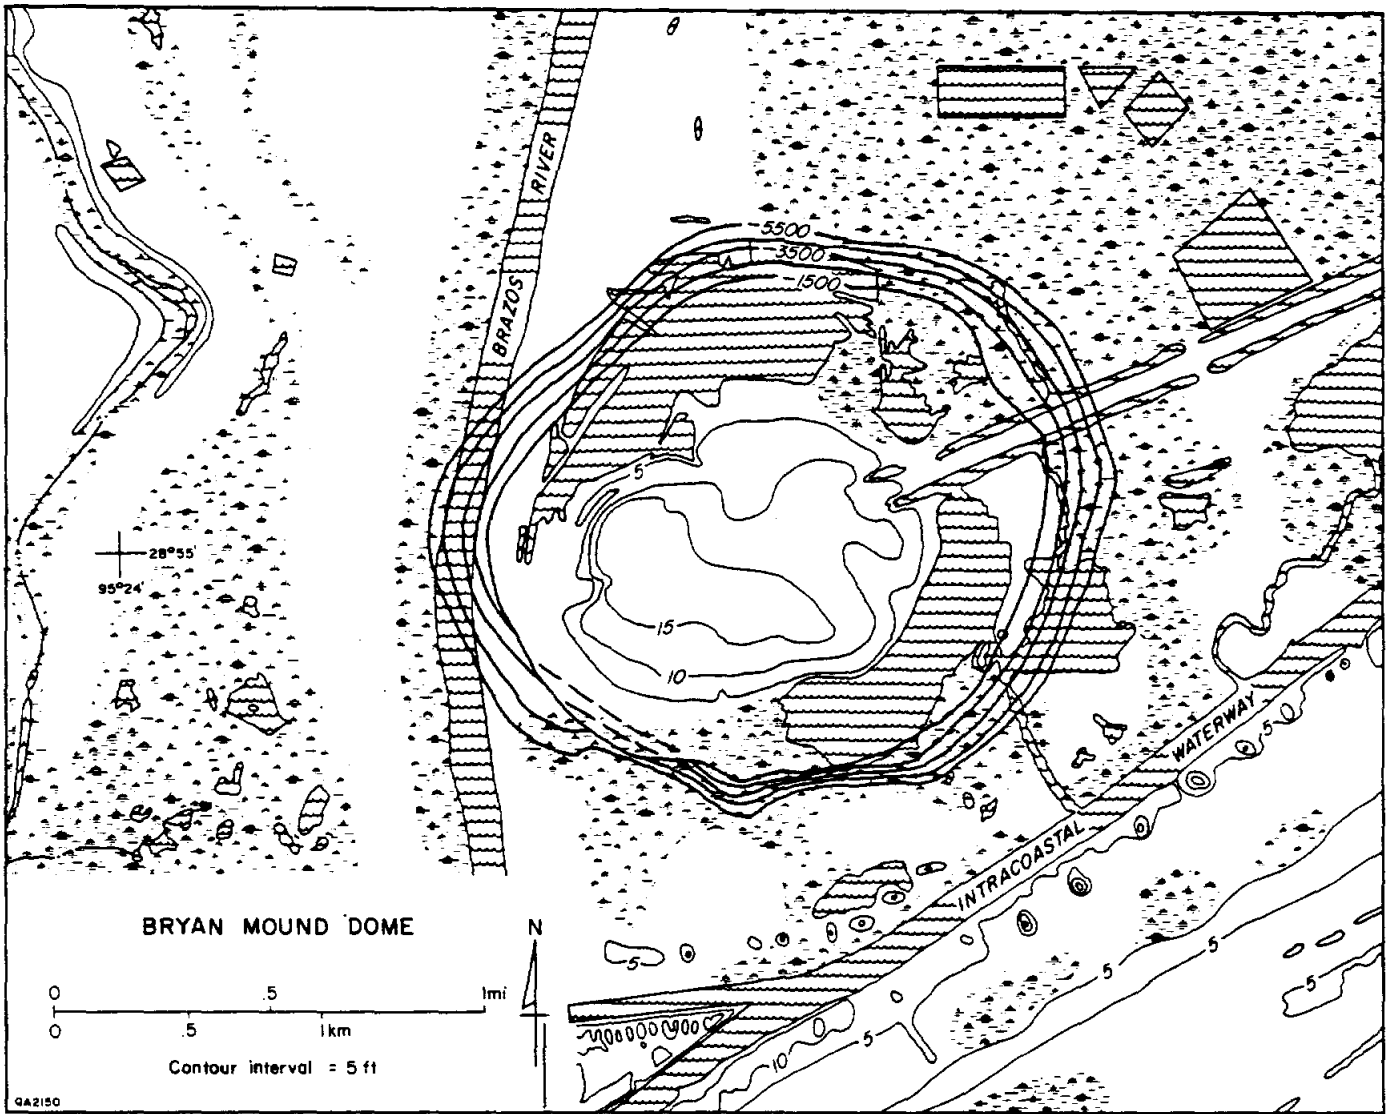 RIVER
BRAZOS
5500
3500
1500
5
28°55'
95°24'
15
10
WATERWAY
5
INTRACOASTAL
BRYAN MOUND DOME
N
5
5
5
5
0 .5 1mi
0 .5 1km
5
10
Contour interval = 5 ft
QA2150